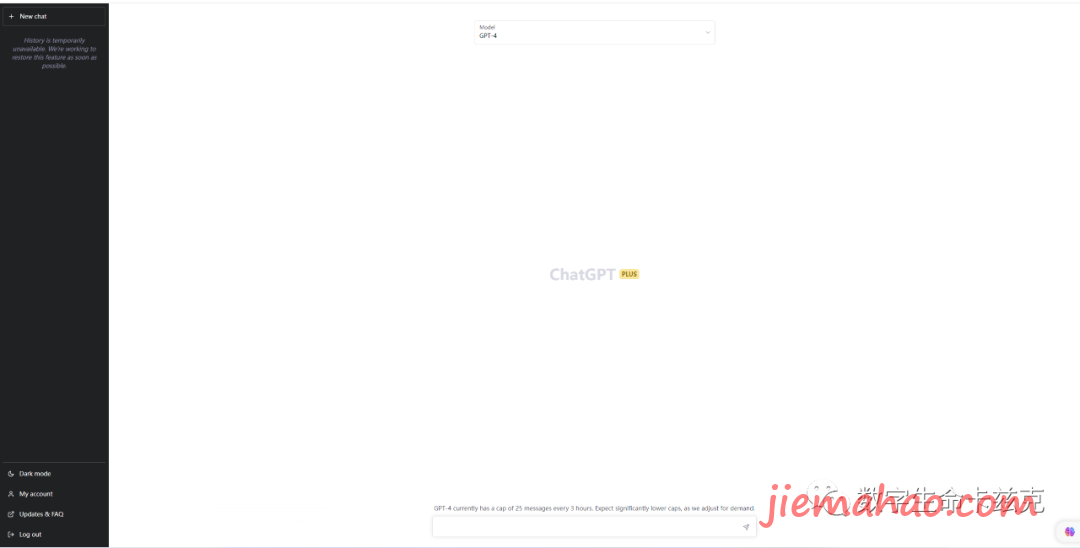 New chat
History is temporarily
unavailable. We're working to
restore this feature as soon as
possible.
Model
GPT-4
ChatGPT PLUS
Dark mode
My account
Updates & FAQ
Log out
GPT-4 currently has a cap of 25 messages every 3 hours. Expect significantly lower caps, as we adjust for demand.
数字生命卡兹克
jiemahao.com